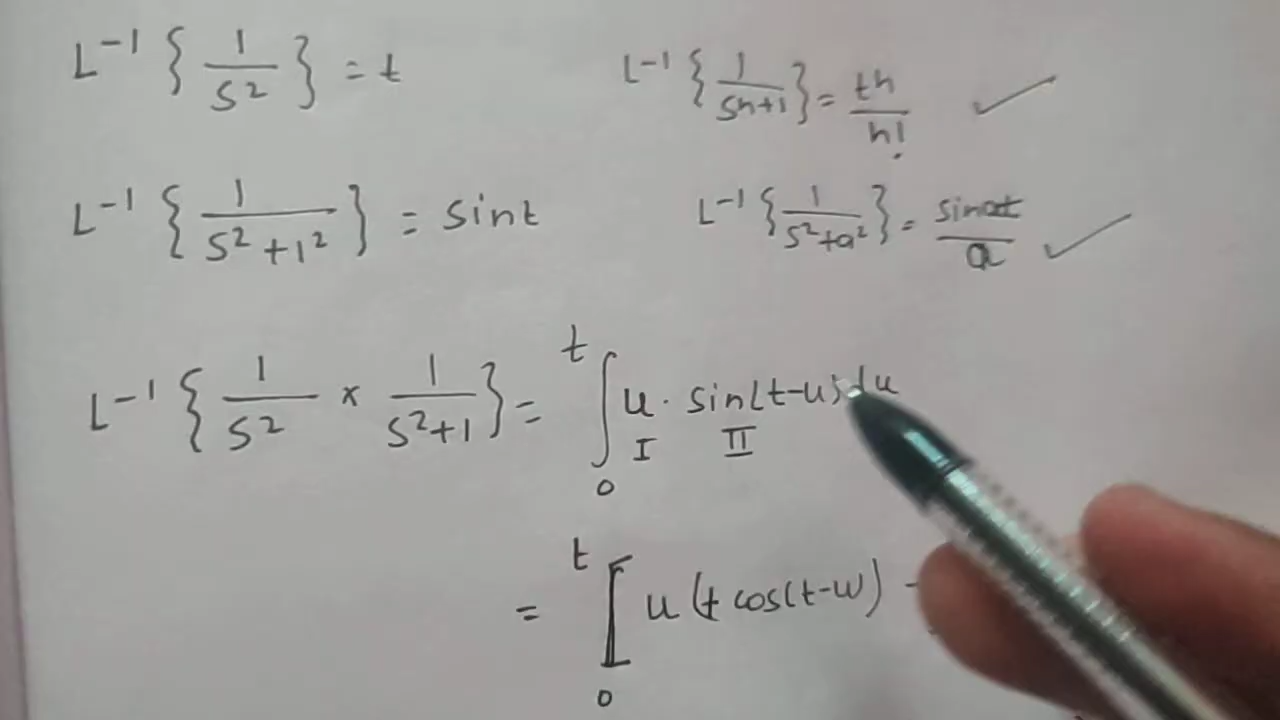 L⁻¹ { 1/S² } = t
L⁻¹ { 1/Sn+1 } = tn/n!
L⁻¹ { 1/(S²+1²) } = sint
L⁻¹ { 1/(S²+a²) } = sinat/a
L⁻¹ { 1/S² × 1/(S²+1) } = ∫₀ᵗ u · sin(t-u) du
I II
= [₀ᵗ u (+ cos(t-u)) -